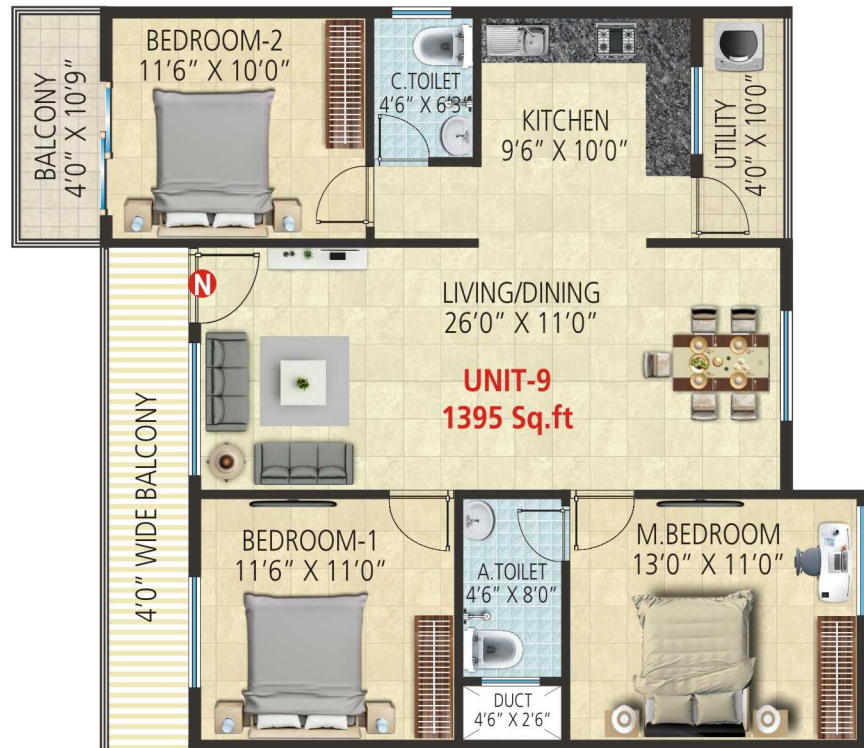 BALCONY
4'0" X 10'9"
BEDROOM-2
11'6" X 10'0"
C.TOILET
4'6" X 6'3"
KITCHEN
9'6" X 10'0"
UTILITY
4'0" X 10'0"
N
LIVING/DINING
26'0" X 11'0"
UNIT-9
1395 Sq.ft
4'0" WIDE BALCONY
BEDROOM-1
11'6" X 11'0"
A.TOILET
4'6" X 8'0"
M.BEDROOM
13'0" X 11'0"
DUCT
4'6" X 2'6"